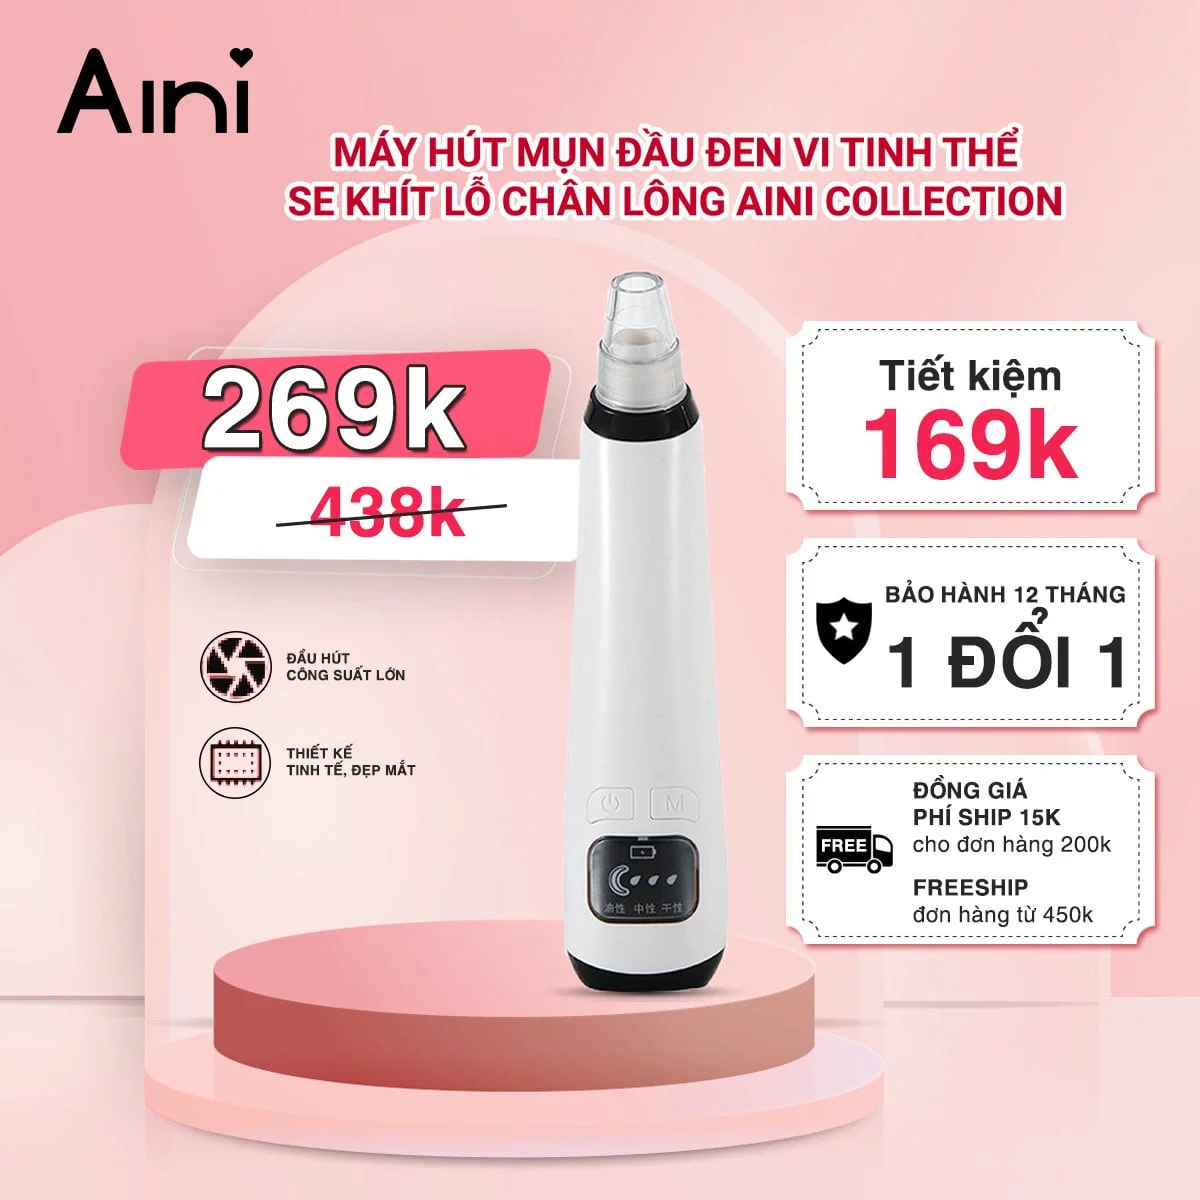 Aini
MÁY HÚT MỤN ĐẦU ĐEN VI TINH THỂ
SE KHÍT LỖ CHÂN LÔNG AINI COLLECTION
269k
438k
ĐẦU HÚT
CÔNG SUẤT LỚN
THIẾT KẾ
TINH TẾ, ĐẸP MẮT
Tiết kiệm
169k
BẢO HÀNH 12 THÁNG
1 ĐỔI 1
FREE
ĐỒNG GIÁ
PHÍ SHIP 15K
cho đơn hàng 200k
FREESHIP
đơn hàng từ 450k
M
油性 中性 干性